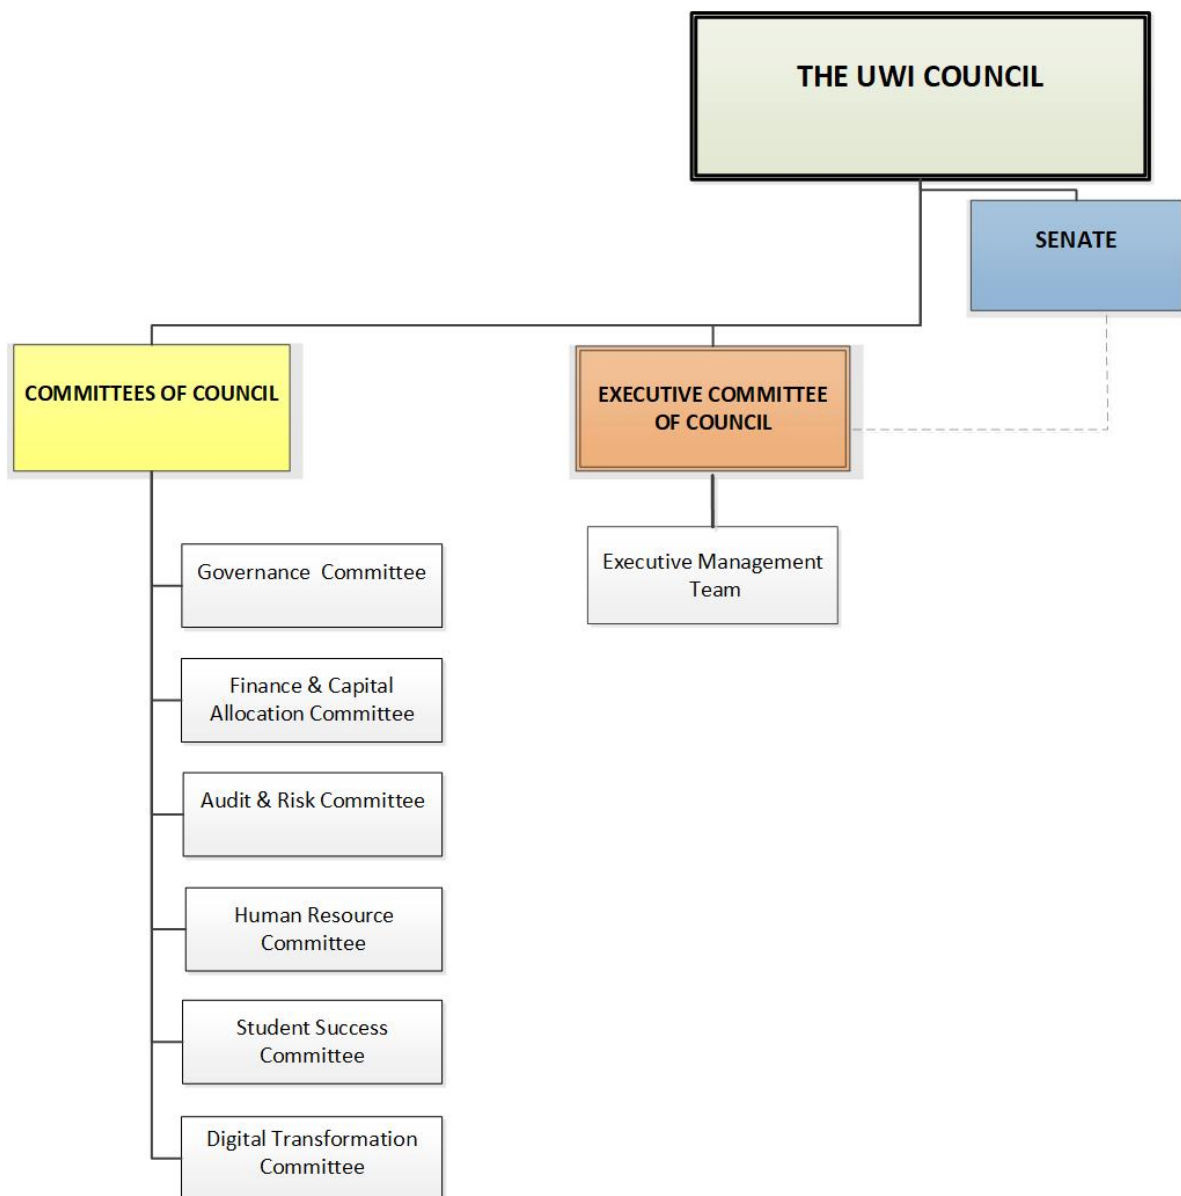 THE UWI COUNCIL
SENATE
COMMITTEES OF COUNCIL
EXECUTIVE COMMITTEE
OF COUNCIL
Executive Management
Team
Governance Committee
Finance & Capital
Allocation Committee
Audit & Risk Committee
Human Resource
Committee
Student Success
Committee
Digital Transformation
Committee